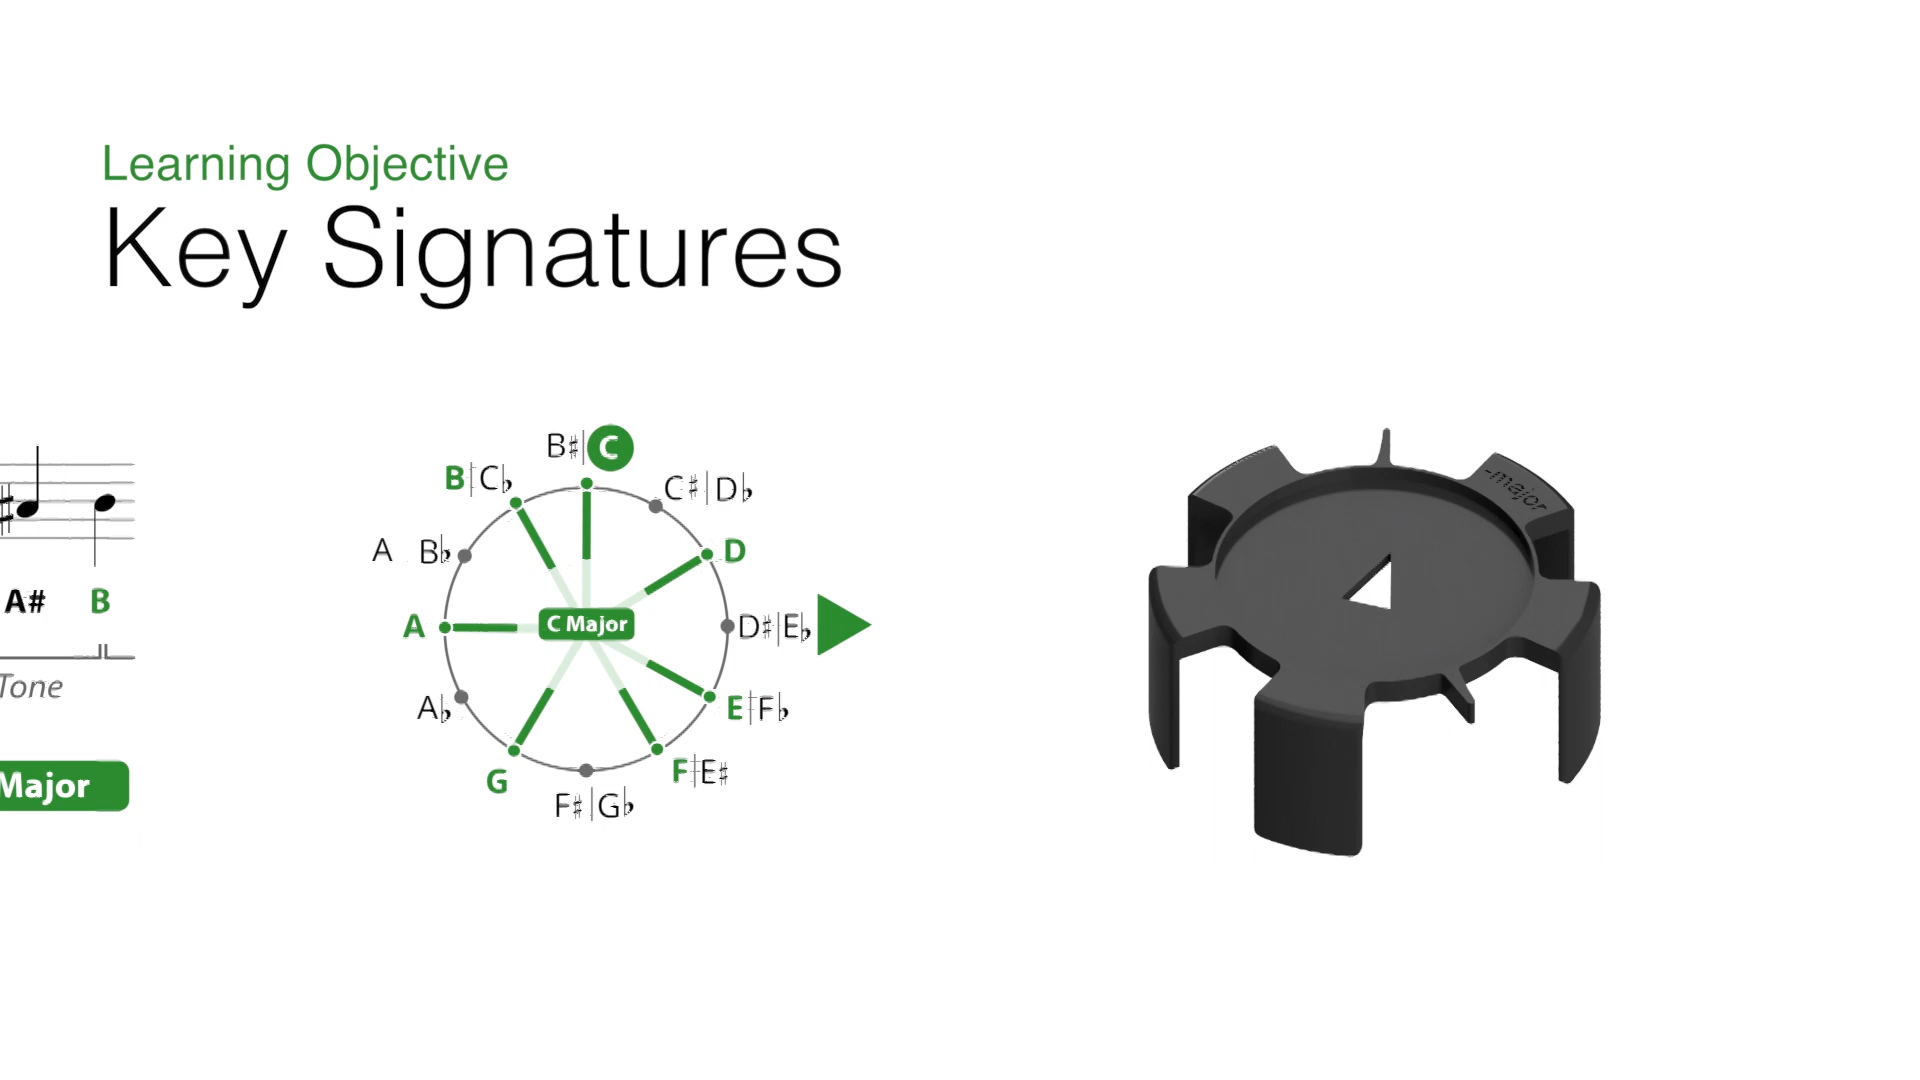 Learning Objective
Key Signatures
B♯|C
B|C♭
C♯|D♭
A B♭
D
A# B
A
C Major
D♯|E♭
Tone
A♭
E|F♭
G
F|E♯
Major
F♯|G♭
-major